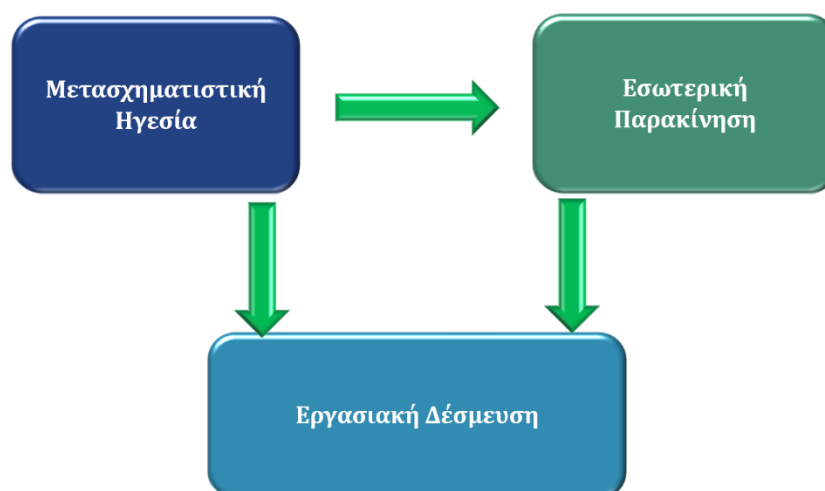 Μετασχηματιστική
Ηγεσία
Εσωτερική
Παρακίνηση
Εργασιακή Δέσμευση